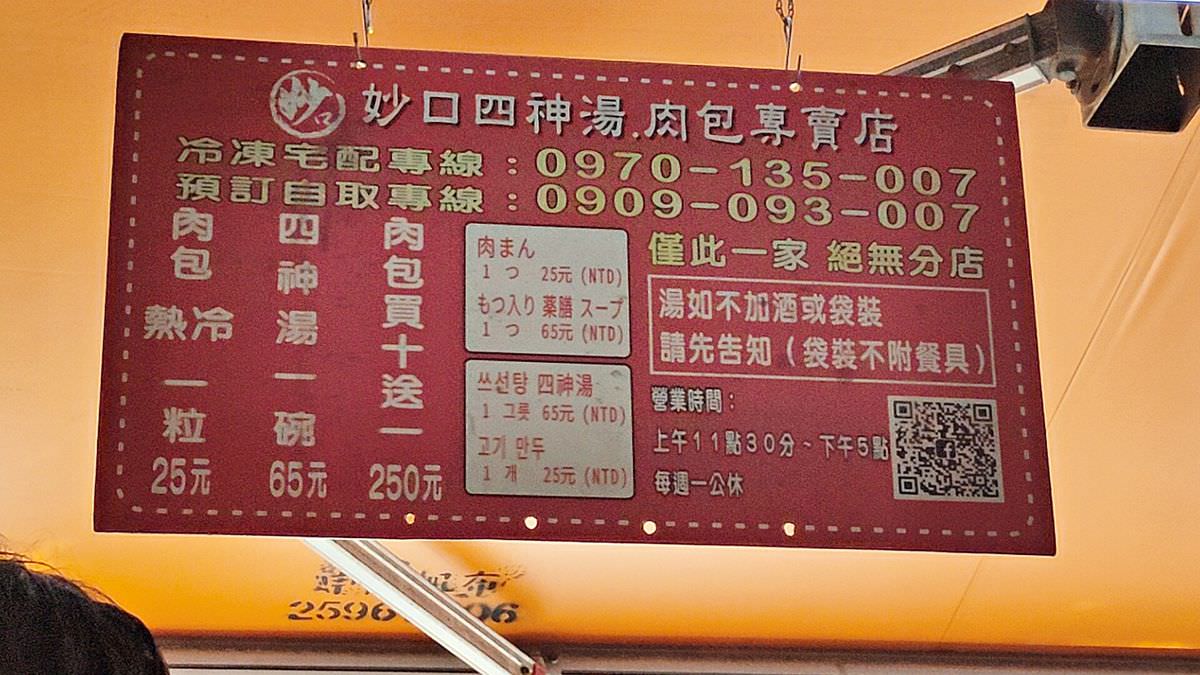 妙口
妙口四神湯.肉包專賣店
冷凍宅配專線：0970-135-007
預訂自取專線：0909-093-007
肉包 熱冷 一粒 25元
四神湯 一碗 65元
肉包買十送一 250元
肉まん
1 つ 25元 (NTD)
もつ入り 薬膳 スープ
1 つ 65元 (NTD)
쓰선탕 四神湯
1 그릇 65元 (NTD)
고기 만두
1 개 25元 (NTD)
僅此一家 絕無分店
湯如不加酒或袋裝
請先告知（袋裝不附餐具）
營業時間：
上午11點30分~下午5點
每週一公休
帆布